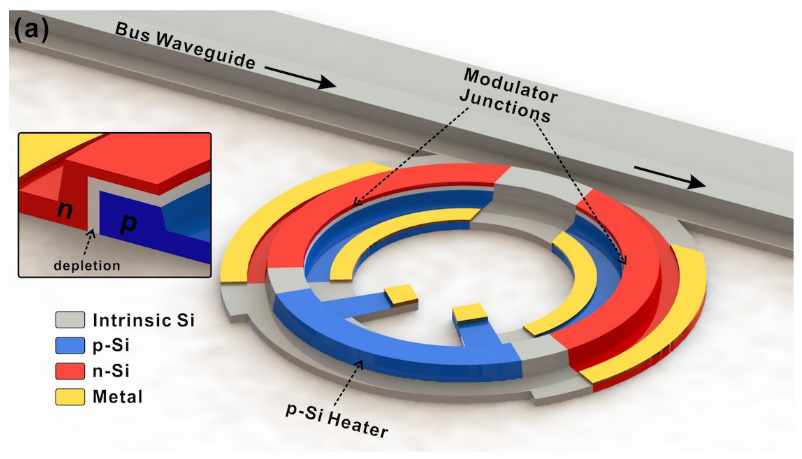 (a)
Bus Waveguide
Modulator
Junctions
n
p
depletion
Intrinsic Si
p-Si
n-Si
Metal
p-Si Heater